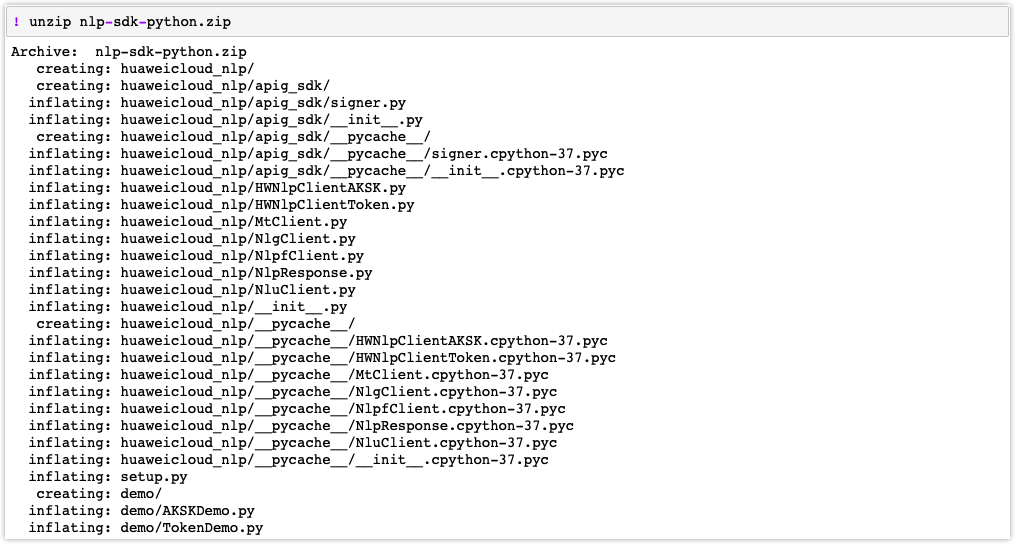 ! unzip nlp-sdk-python.zip
Archive:  nlp-sdk-python.zip
   creating: huaweicloud_nlp/
   creating: huaweicloud_nlp/apig_sdk/
  inflating: huaweicloud_nlp/apig_sdk/signer.py
  inflating: huaweicloud_nlp/apig_sdk/__init__.py
   creating: huaweicloud_nlp/apig_sdk/__pycache__/
  inflating: huaweicloud_nlp/apig_sdk/__pycache__/signer.cpython-37.pyc
  inflating: huaweicloud_nlp/apig_sdk/__pycache__/__init__.cpython-37.pyc
  inflating: huaweicloud_nlp/HWNlpClientAKSK.py
  inflating: huaweicloud_nlp/HWNlpClientToken.py
  inflating: huaweicloud_nlp/MtClient.py
  inflating: huaweicloud_nlp/NlgClient.py
  inflating: huaweicloud_nlp/NlpfClient.py
  inflating: huaweicloud_nlp/NlpResponse.py
  inflating: huaweicloud_nlp/NluClient.py
  inflating: huaweicloud_nlp/__init__.py
   creating: huaweicloud_nlp/__pycache__/
  inflating: huaweicloud_nlp/__pycache__/HWNlpClientAKSK.cpython-37.pyc
  inflating: huaweicloud_nlp/__pycache__/HWNlpClientToken.cpython-37.pyc
  inflating: huaweicloud_nlp/__pycache__/MtClient.cpython-37.pyc
  inflating: huaweicloud_nlp/__pycache__/NlgClient.cpython-37.pyc
  inflating: huaweicloud_nlp/__pycache__/NlpfClient.cpython-37.pyc
  inflating: huaweicloud_nlp/__pycache__/NlpResponse.cpython-37.pyc
  inflating: huaweicloud_nlp/__pycache__/NluClient.cpython-37.pyc
  inflating: huaweicloud_nlp/__pycache__/__init__.cpython-37.pyc
  inflating: setup.py
   creating: demo/
  inflating: demo/AKSKDemo.py
  inflating: demo/TokenDemo.py